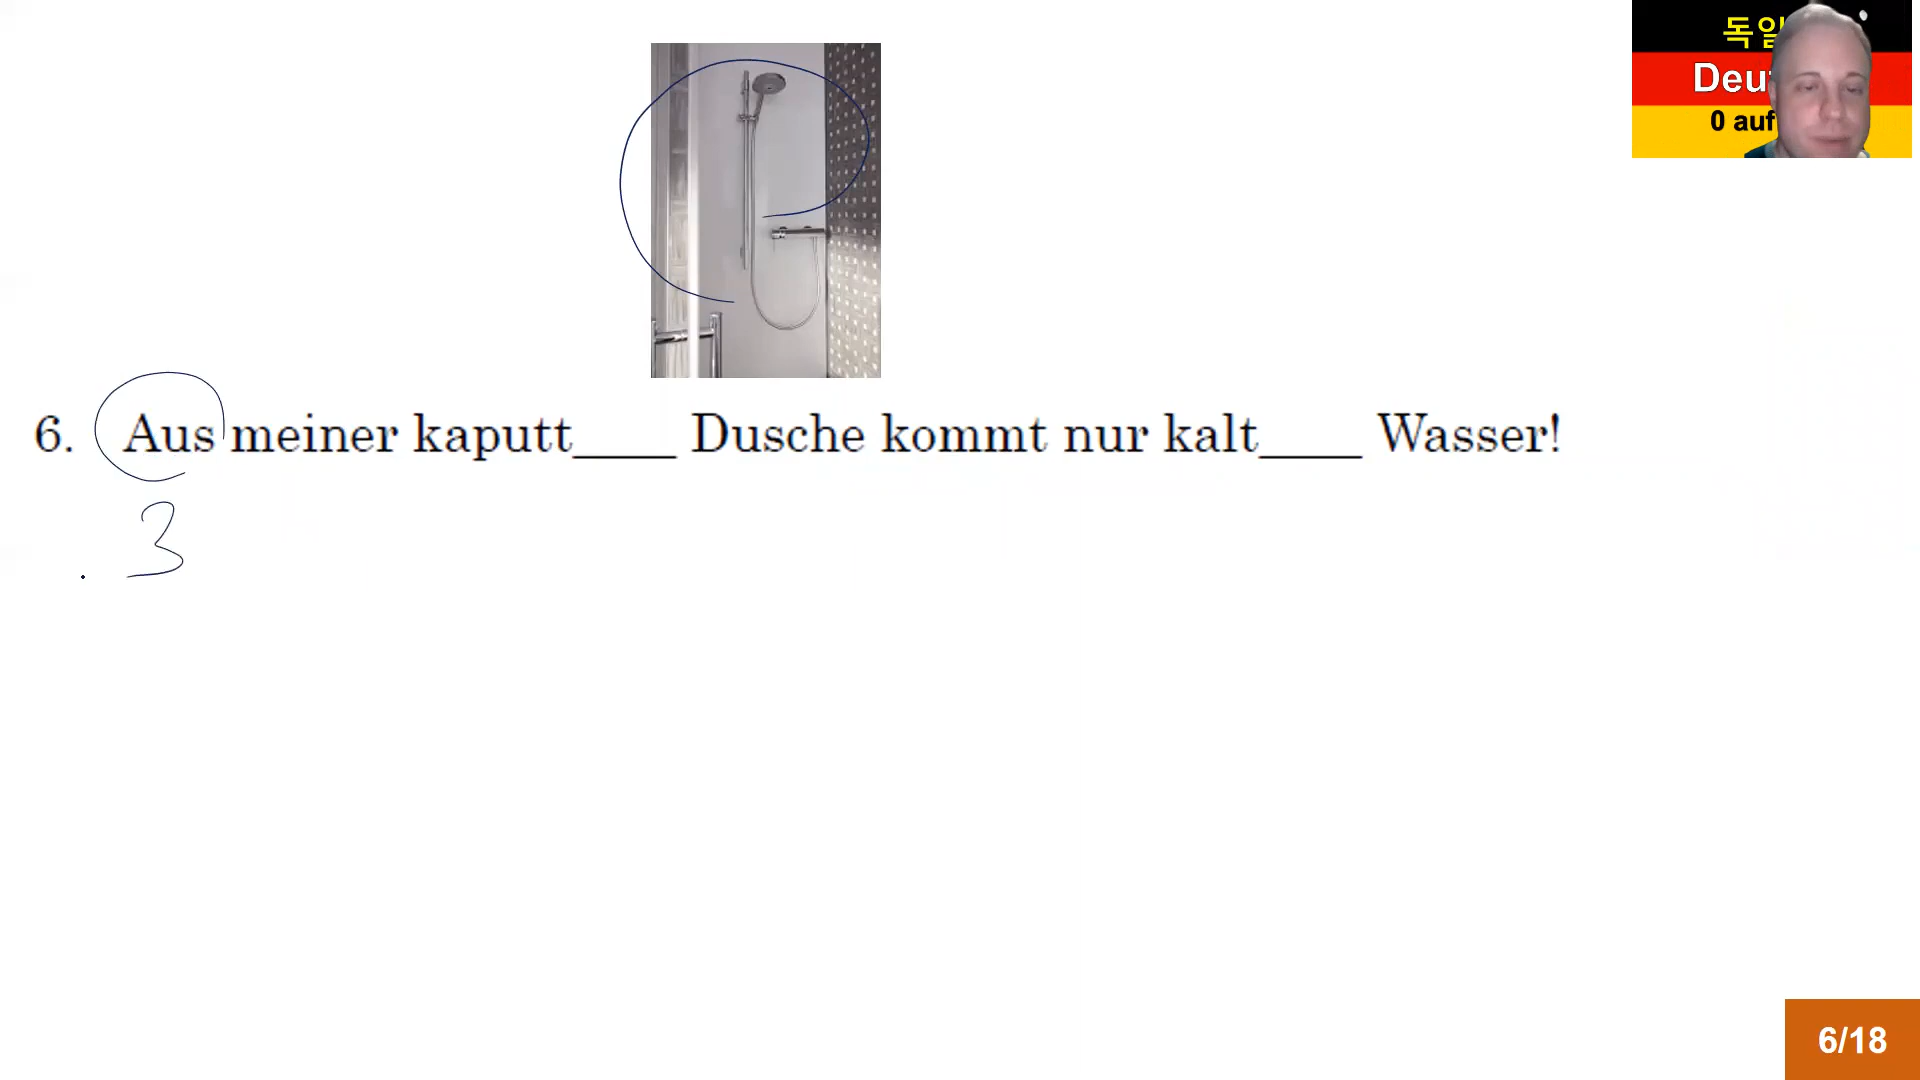 독일
Deu
0 auf
6. Aus meiner kaputt____ Dusche kommt nur kalt____ Wasser!
3
6/18